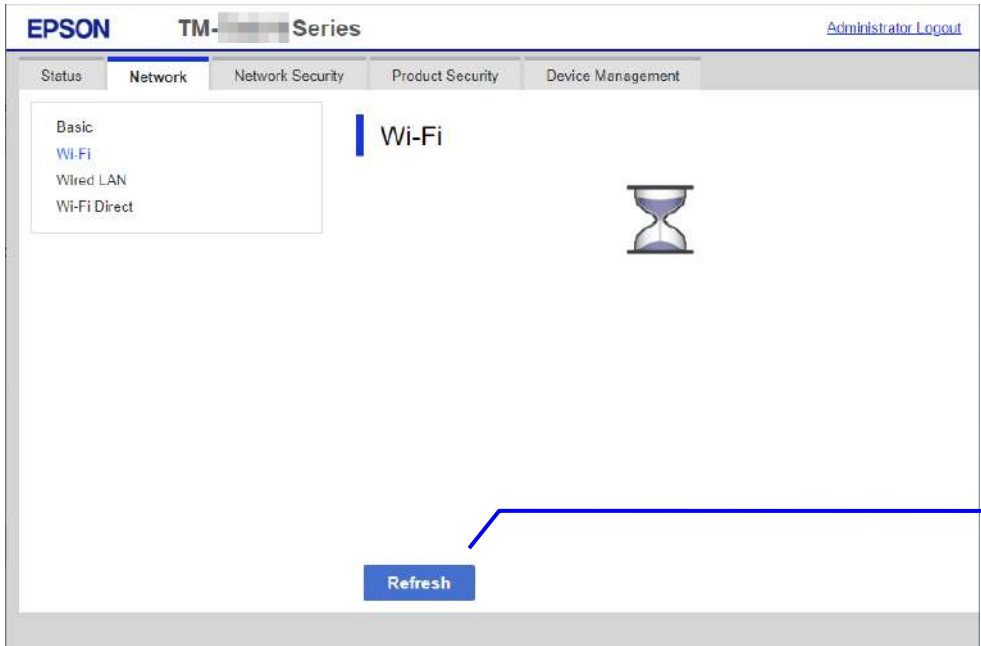 EPSON TM- Series Administrator Logout
Status Network Network Security Product Security Device Management
Basic
Wi-Fi
Wired LAN
Wi-Fi Direct
Wi-Fi
Refresh